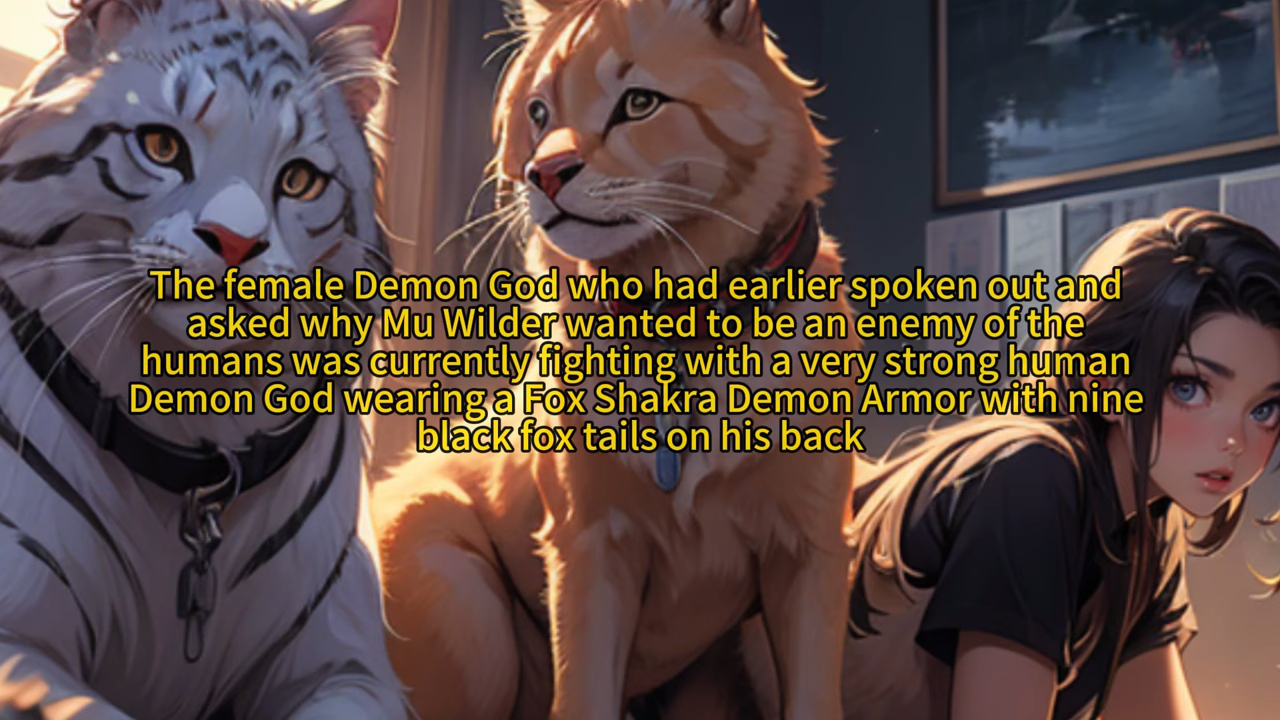 The female Demon God who had earlier spoken out and
asked why Mu Wilder wanted to be an enemy of the
humans was currently fighting with a very strong human
Demon God wearing a Fox Shakra Demon Armor with nine
black fox tails on his back